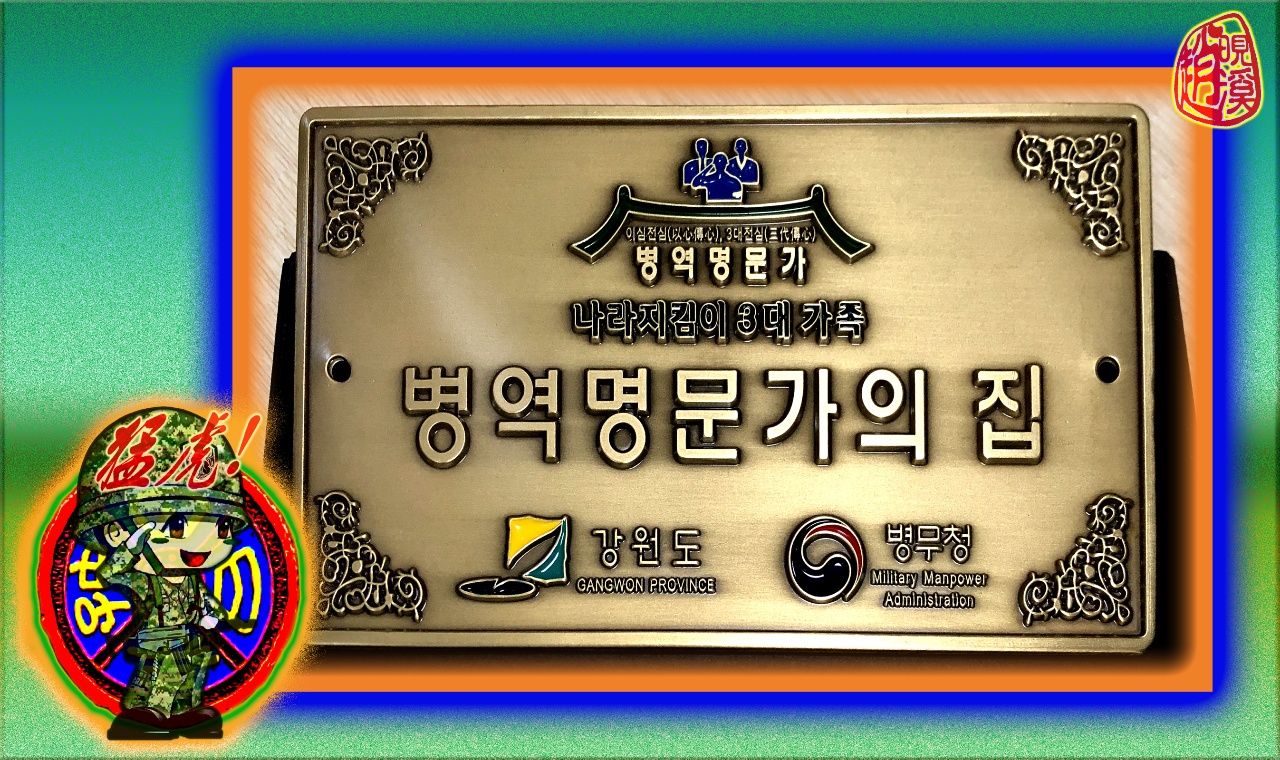 이심전심(以心傳心), 3대전심(三代傳心)
병역명문가
나라지킴이 3대 가족
병역명문가의 집
강원도
GANGWON PROVINCE
병무청
Military Manpower
Administration
猛虎!